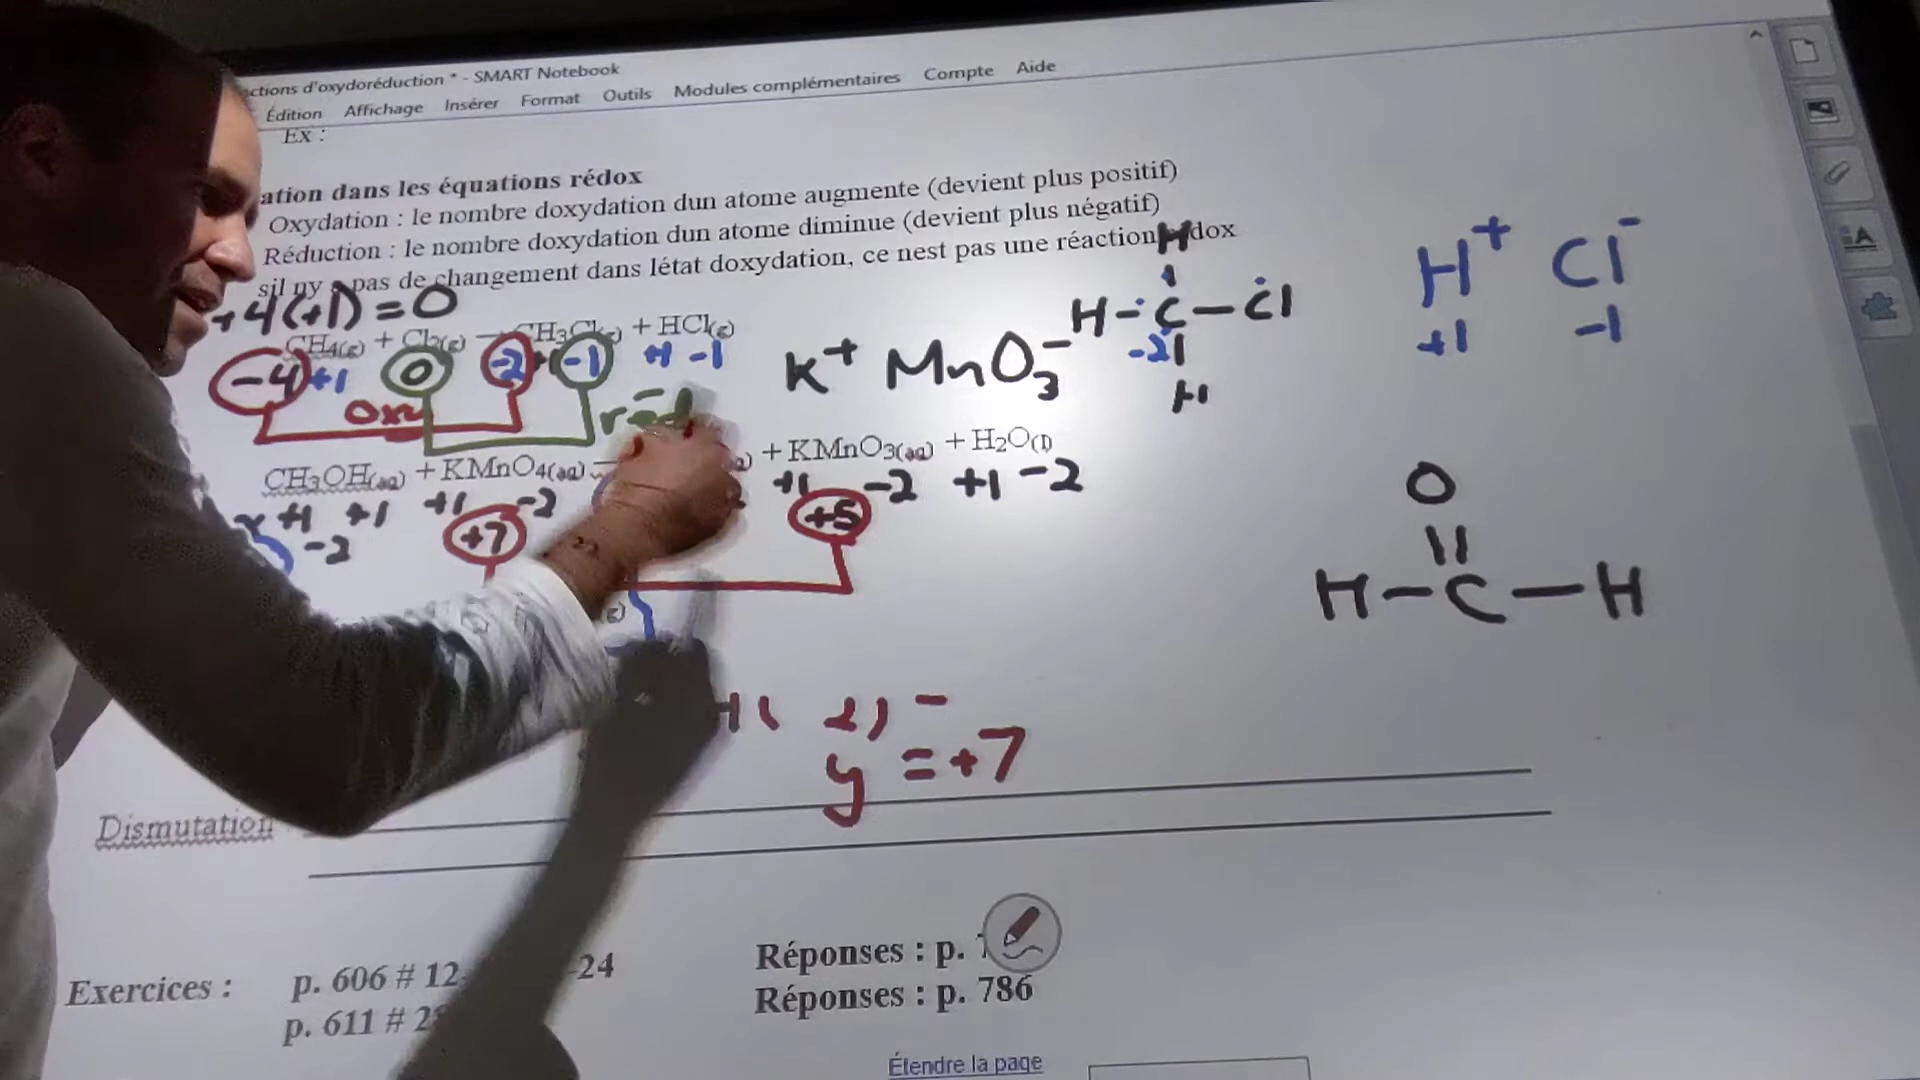 ctions d'oxydoréduction * - SMART Notebook
Édition Affichage Insérer Format Outils Modules complémentaires Compte Aide
Ex :
ation dans les équations rédox
Oxydation : le nombre doxydation dun atome augmente (devient plus positif)
Réduction : le nombre doxydation dun atome diminue (devient plus négatif)
sil ny a pas de changement dans létat doxydation, ce nest pas une réaction dox
+4(+1) = 0
CH4(g) + Cl2(g) → CH3Cl(g) + HCl(g)
-4 +1 0 -2 +1 -1 +1 -1
oxy
réd
K+ MnO3-
H
H - C - Cl
-2
H
H+ Cl-
+1 -1
CH3OH(aq) + KMnO4(aq) + KMnO3(aq) + H2O(l)
+1 +1 +1 -2 +1 -2 +1 -2
-2 +7 +5
O
H - C - H
y = +7
Dismutation
Exercices : p. 606 # 12- -24 Réponses : p.
p. 611 # 2 Réponses : p. 786
Étendre la page